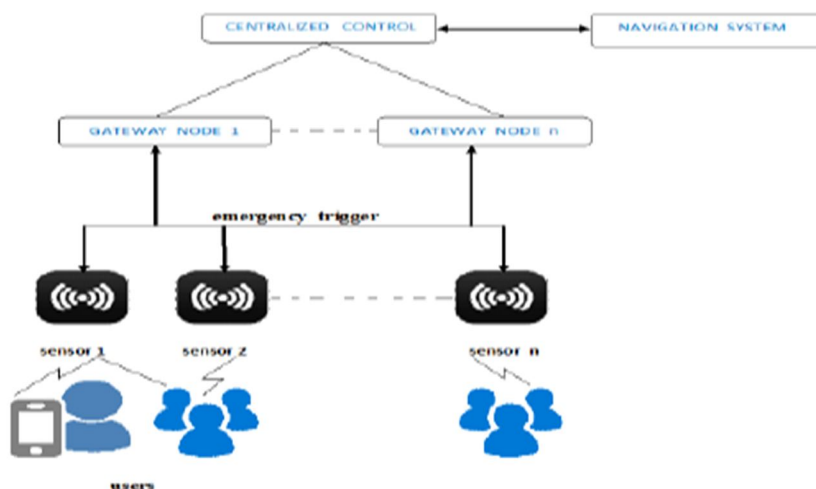 CENTRALIZED CONTROL
NAVIGATION SYSTEM
GATEWAY NODE 1
GATEWAY NODE n
emergency trigger
sensor 1
sensor 2
sensor n
users